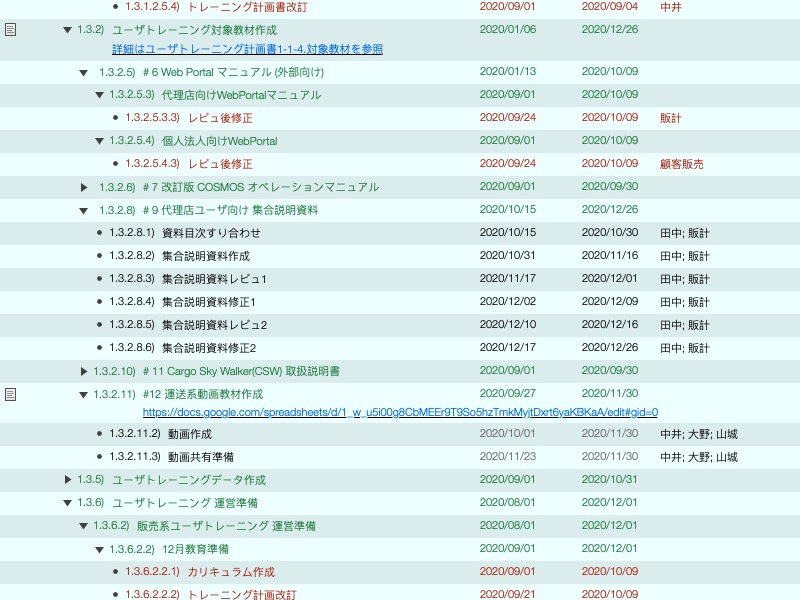 1.3.1.2.5.4) トレーニング計画書改訂 2020/09/01 2020/09/04 中井
1.3.2) ユーザトレーニング対象教材作成 2020/01/06 2020/12/26
詳細はユーザトレーニング計画書1-1-4.対象教材を参照
1.3.2.5) #6 Web Portal マニュアル (外部向け) 2020/01/13 2020/10/09
1.3.2.5.3) 代理店向けWebPortalマニュアル 2020/09/01 2020/10/09
1.3.2.5.3.3) レビュ後修正 2020/09/24 2020/10/09 販計
1.3.2.5.4) 個人法人向けWebPortal 2020/09/01 2020/10/09
1.3.2.5.4.3) レビュ後修正 2020/09/24 2020/10/09 顧客販売
1.3.2.6) #7 改訂版 COSMOS オペレーションマニュアル 2020/09/01 2020/09/30
1.3.2.8) #9 代理店ユーザ向け 集合説明資料 2020/10/15 2020/12/26
1.3.2.8.1) 資料目次すり合わせ 2020/10/15 2020/10/30 田中; 販計
1.3.2.8.2) 集合説明資料作成 2020/10/31 2020/11/16 田中; 販計
1.3.2.8.3) 集合説明資料レビュ1 2020/11/17 2020/12/01 田中; 販計
1.3.2.8.4) 集合説明資料修正1 2020/12/02 2020/12/09 田中; 販計
1.3.2.8.5) 集合説明資料レビュ2 2020/12/10 2020/12/16 田中; 販計
1.3.2.8.6) 集合説明資料修正2 2020/12/17 2020/12/26 田中; 販計
1.3.2.10) #11 Cargo Sky Walker(CSW) 取扱説明書 2020/09/01 2020/09/30
1.3.2.11) #12 運送系動画教材作成 2020/09/27 2020/11/30
https://docs.google.com/spreadsheets/d/1_w_u5i00g8CbMEEr9T9So5hzTmkMyjtDxrt6yaKBKaA/edit#gid=0
1.3.2.11.2) 動画作成 2020/10/01 2020/11/30 中井; 大野; 山城
1.3.2.11.3) 動画共有準備 2020/11/23 2020/11/30 中井; 大野; 山城
1.3.5) ユーザトレーニングデータ作成 2020/09/01 2020/10/31
1.3.6) ユーザトレーニング 運営準備 2020/08/01 2020/12/01
1.3.6.2) 販売系ユーザトレーニング 運営準備 2020/08/01 2020/12/01
1.3.6.2.2) 12月教育準備 2020/09/01 2020/12/01
1.3.6.2.2.1) カリキュラム作成 2020/09/01 2020/10/09
1.3.6.2.2.2) トレーニング計画改訂 2020/09/21 2020/10/09